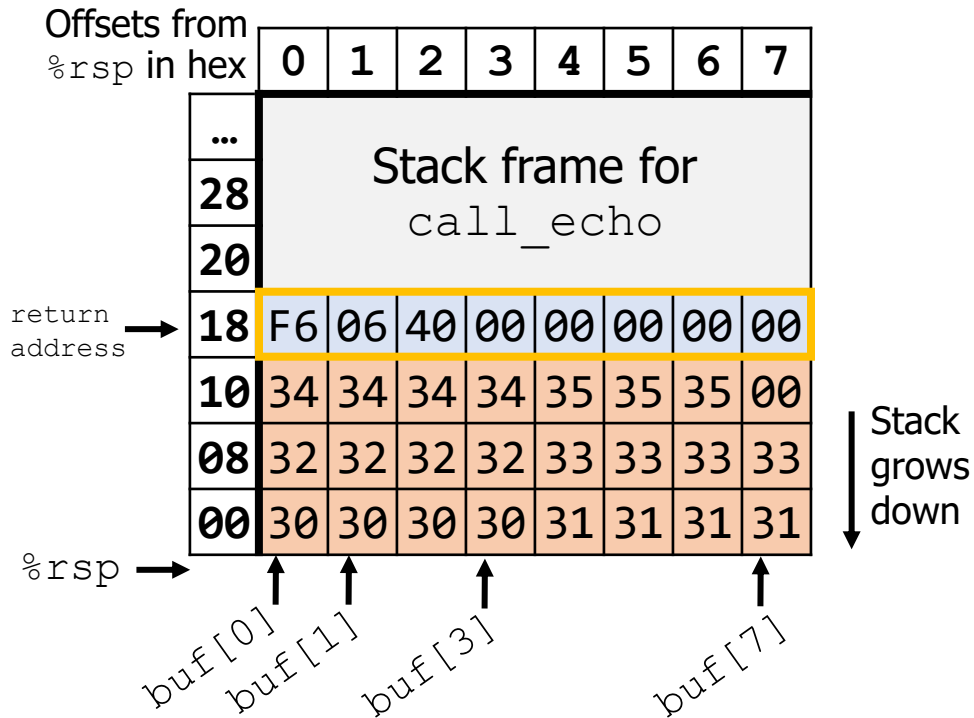 Offsets from
%rsp in hex 0 1 2 3 4 5 6 7
…
Stack frame for
28
call_echo
20
return
address
18 F6 06 40 00 00 00 00 00
10 34 34 34 34 35 35 35 00
Stack
grows
down
08 32 32 32 32 33 33 33 33
00 30 30 30 30 31 31 31 31
%rsp
buf[0]
buf[1]
buf[3]
buf[7]